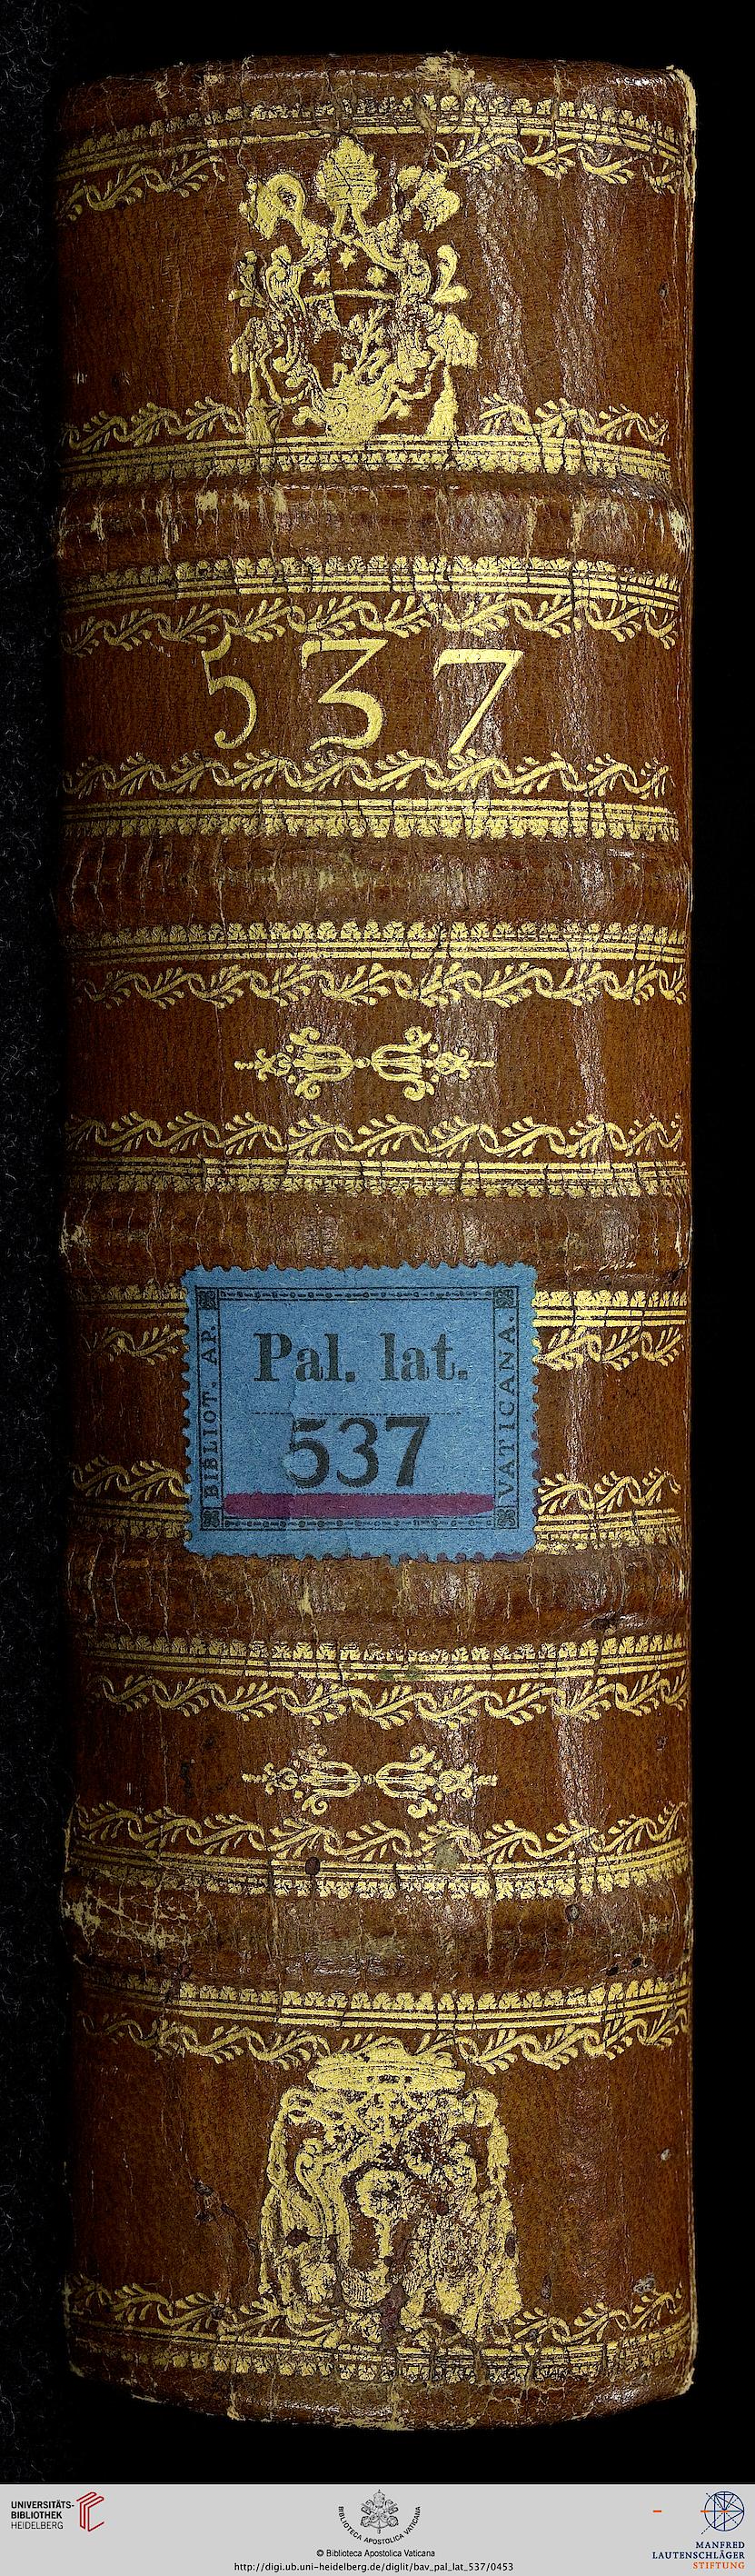 537
Pal. lat.
537
BIBLIOT. AP.
VATICANA.
UNIVERSITÄTS-
BIBLIOTHEK
HEIDELBERG
BIBLIOTECA APOSTOLICA VATICANA
© Biblioteca Apostolica Vaticana
http://digi.ub.uni-heidelberg.de/diglit/bav_pal_lat_537/0453
MANFRED
LAUTENSCHLÄGER
STIFTUNG